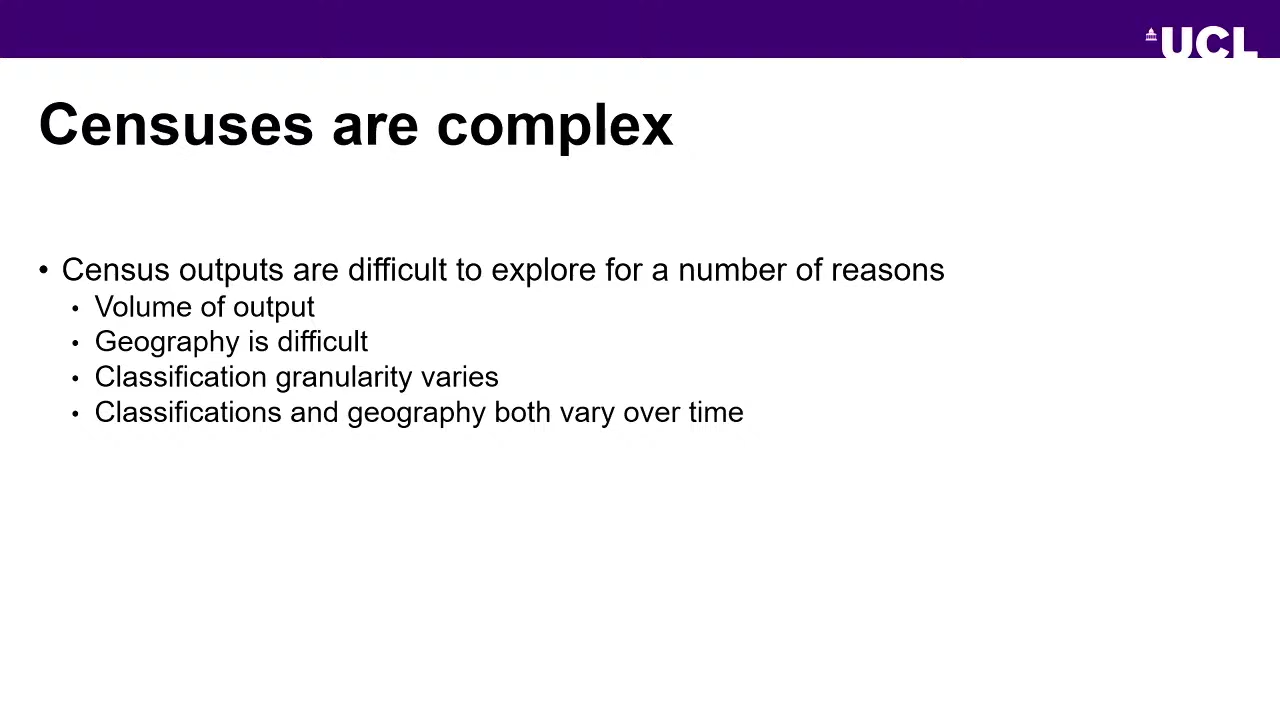 UCL
Censuses are complex
• Census outputs are difficult to explore for a number of reasons
• Volume of output
• Geography is difficult
• Classification granularity varies
• Classifications and geography both vary over time